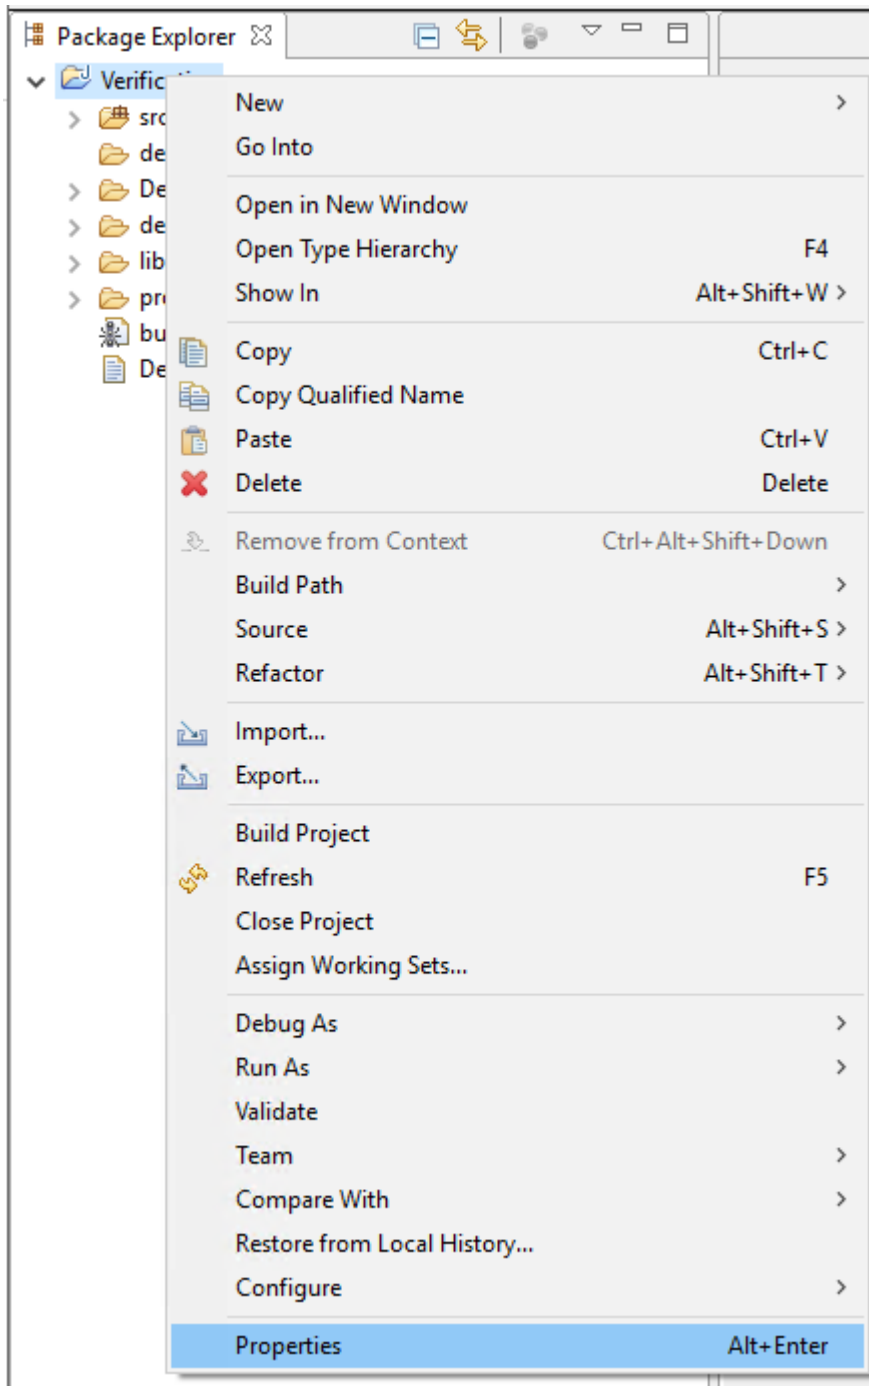 Package Explorer
Verific
src
de
De
de
lib
pr
bu
De
New
Go Into
Open in New Window
Open Type Hierarchy F4
Show In Alt+Shift+W >
Copy Ctrl+C
Copy Qualified Name
Paste Ctrl+V
Delete Delete
Remove from Context Ctrl+Alt+Shift+Down
Build Path >
Source Alt+Shift+S >
Refactor Alt+Shift+T >
Import...
Export...
Build Project
Refresh F5
Close Project
Assign Working Sets...
Debug As >
Run As >
Validate
Team >
Compare With >
Restore from Local History...
Configure >
Properties Alt+Enter